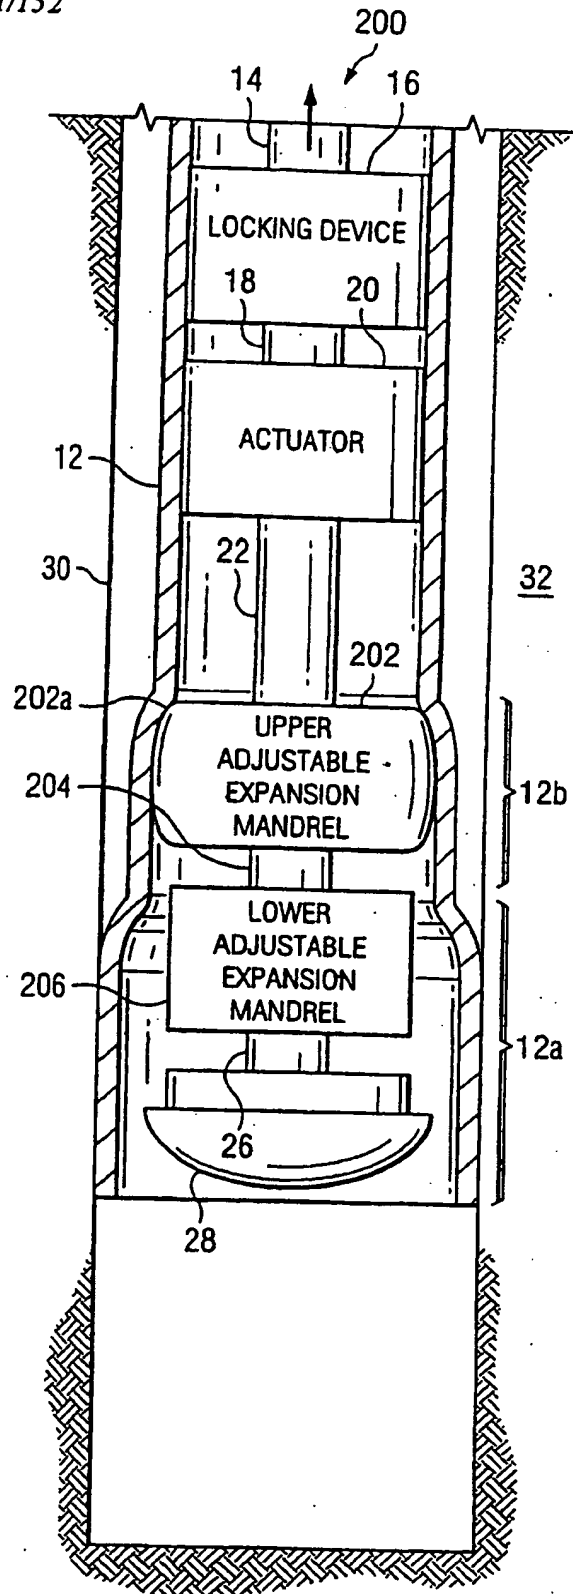 200
14
16
LOCKING DEVICE
18
20
ACTUATOR
12
30
22
32
202
202a
UPPER
ADJUSTABLE
EXPANSION
MANDREL
12b
204
LOWER
ADJUSTABLE
EXPANSION
MANDREL
206
12a
26
28